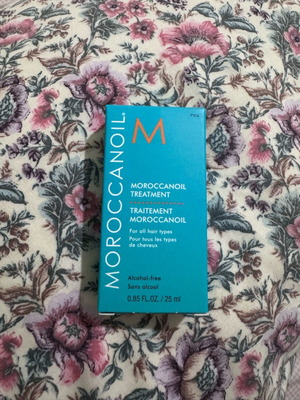 MOROCCANOIL®
M
MOROCCANOIL
TREATMENT
TRAITEMENT
MOROCCANOIL
For all hair types
Pour tous les types
de cheveux
Alcohol-free
Sans alcool
0.85 FL.OZ. / 25 ml